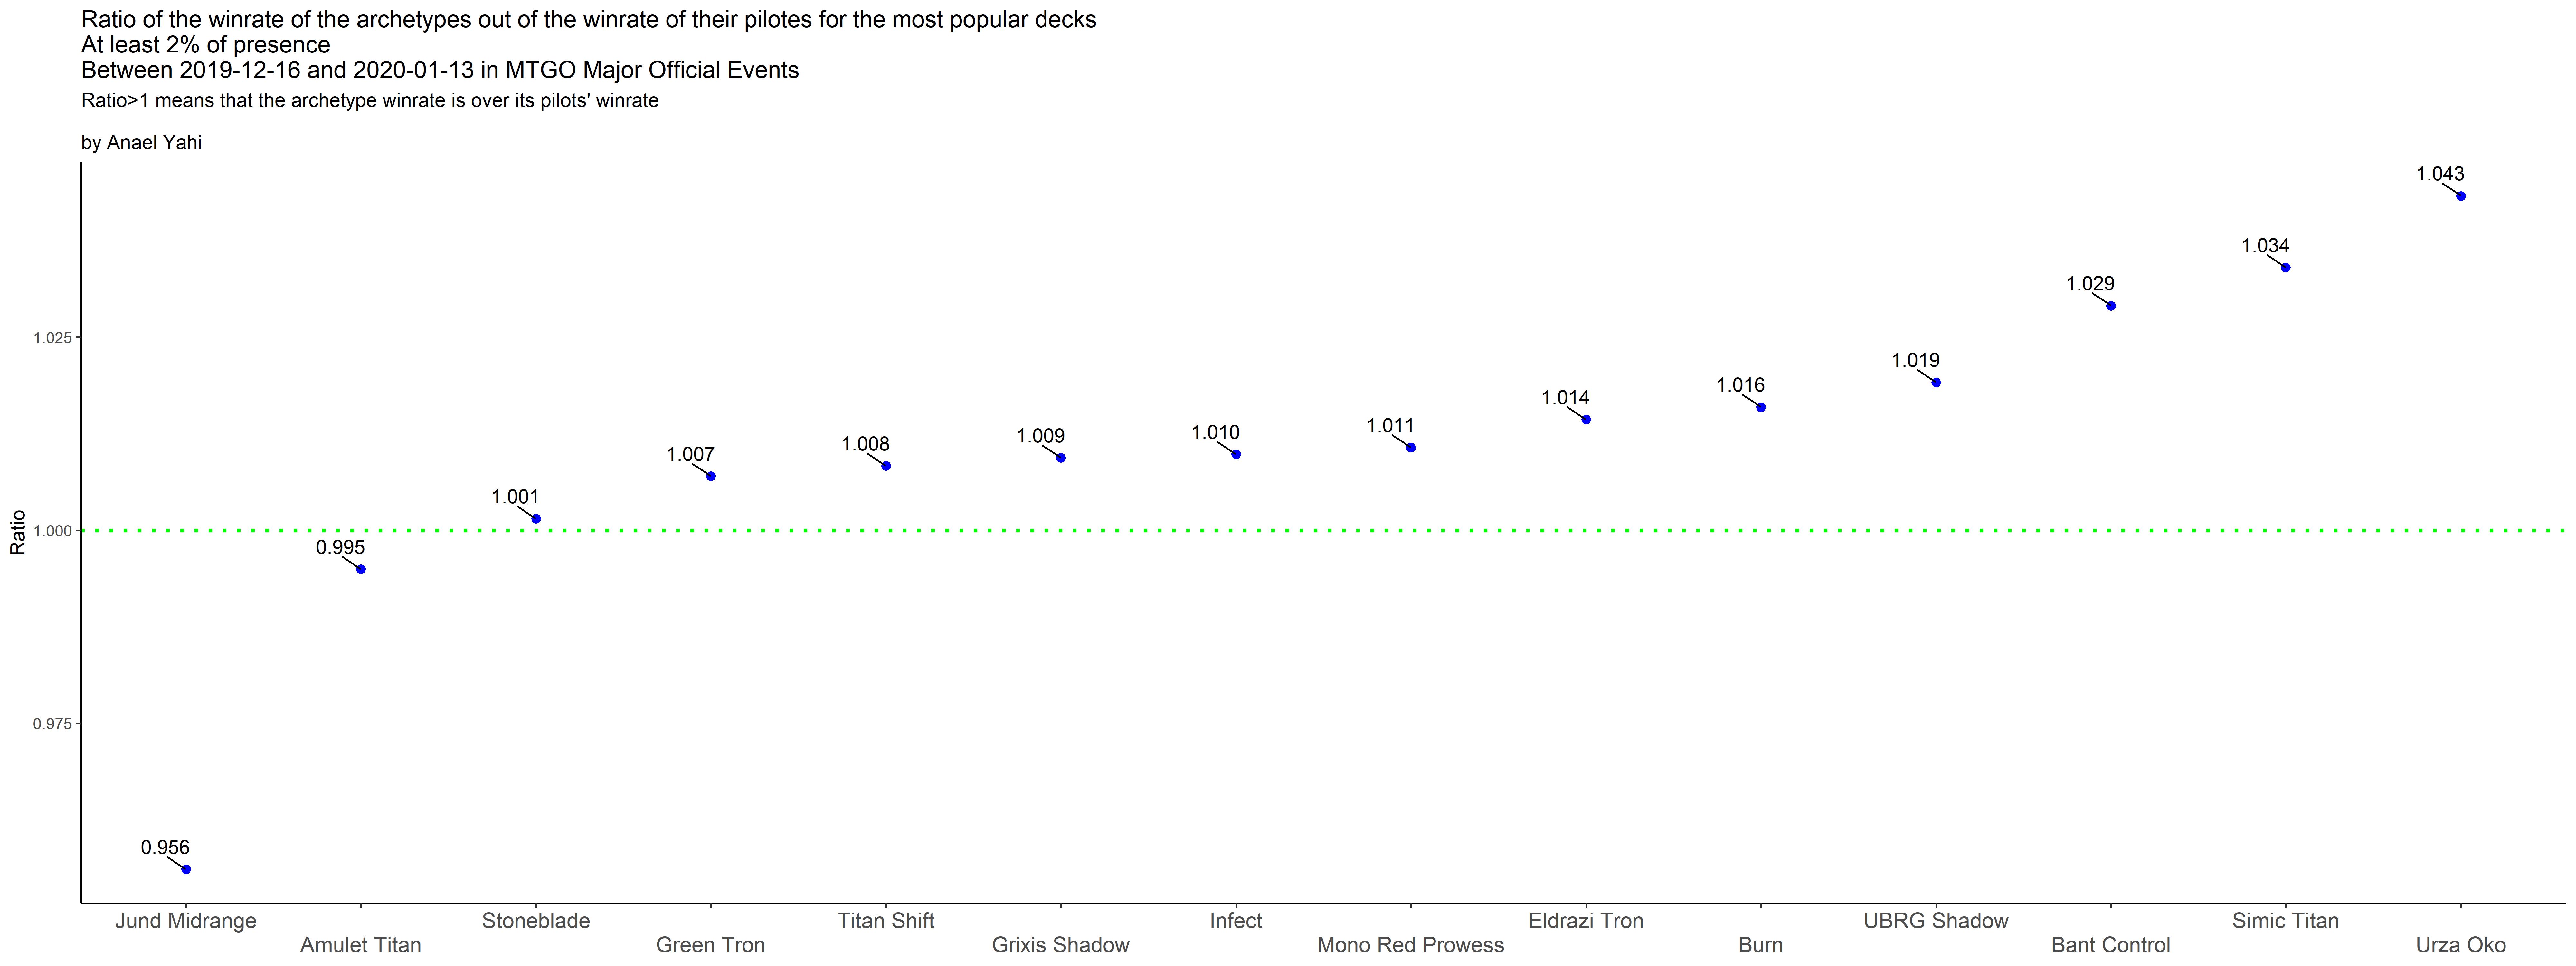 Ratio of the winrate of the archetypes out of the winrate of their pilotes for the most popular decks
At least 2% of presence
Between 2019-12-16 and 2020-01-13 in MTGO Major Official Events
Ratio>1 means that the archetype winrate is over its pilots' winrate
by Anael Yahi
1.043
1.034
1.029
1.025
1.019
1.016
1.014
1.011
1.010
1.009
1.008
1.007
1.001
1.000
Ratio
0.995
0.975
0.956
Jund Midrange
Amulet Titan
Stoneblade
Green Tron
Titan Shift
Grixis Shadow
Infect
Mono Red Prowess
Eldrazi Tron
Burn
UBRG Shadow
Bant Control
Simic Titan
Urza Oko